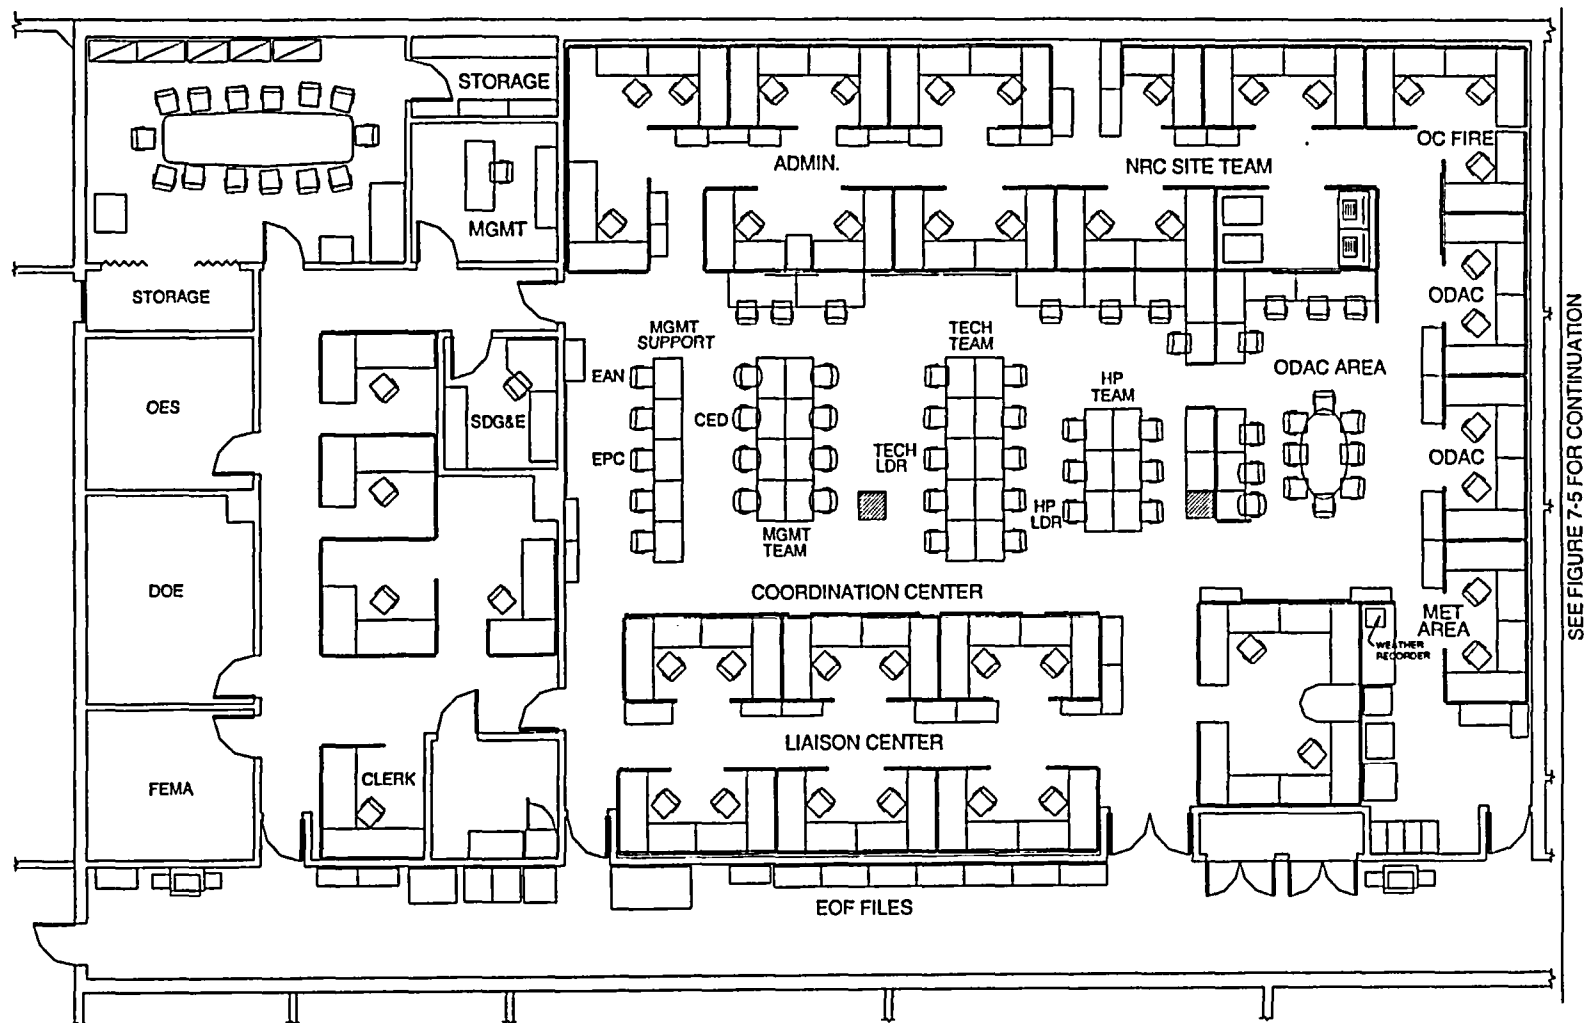 STORAGE
OC FIRE
ADMIN.
NRC SITE TEAM
MGMT
STORAGE
ODAC
MGMT
SUPPORT
TECH
TEAM
ODAC AREA
EAN
HP
TEAM
OES
SDG&E
CED
EPC
TECH
LDR
ODAC
HP
LDR
MGMT
TEAM
DOE
COORDINATION CENTER
MET
AREA
WEATHER
RECORDER
LIAISON CENTER
CLERK
FEMA
EOF FILES
SEE FIGURE 7-5 FOR CONTINUATION